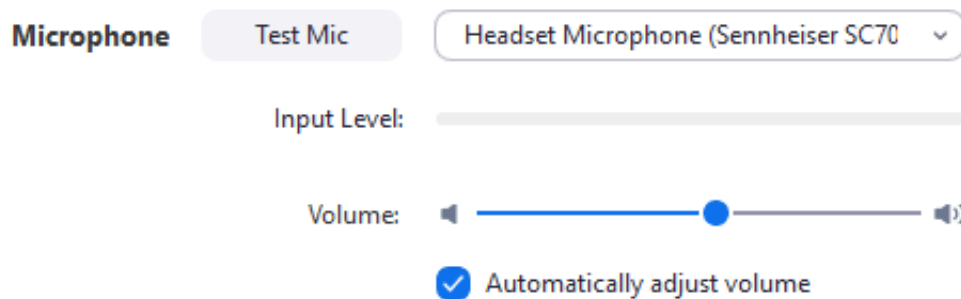 Microphone Test Mic Headset Microphone (Sennheiser SC70
Input Level:
Volume:
Automatically adjust volume